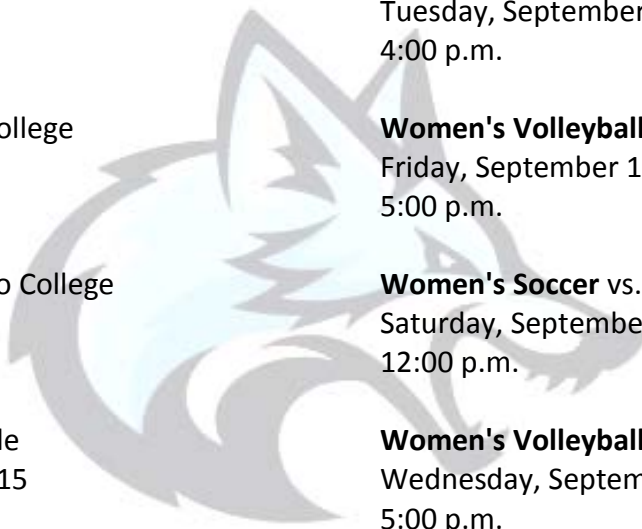 Tuesday, September
4:00 p.m.
ollege
Women's Volleyball
Friday, September 1
5:00 p.m.
o College
Women's Soccer vs.
Saturday, Septembe
12:00 p.m.
le
15
Women's Volleyball
Wednesday, Septem
5:00 p.m.